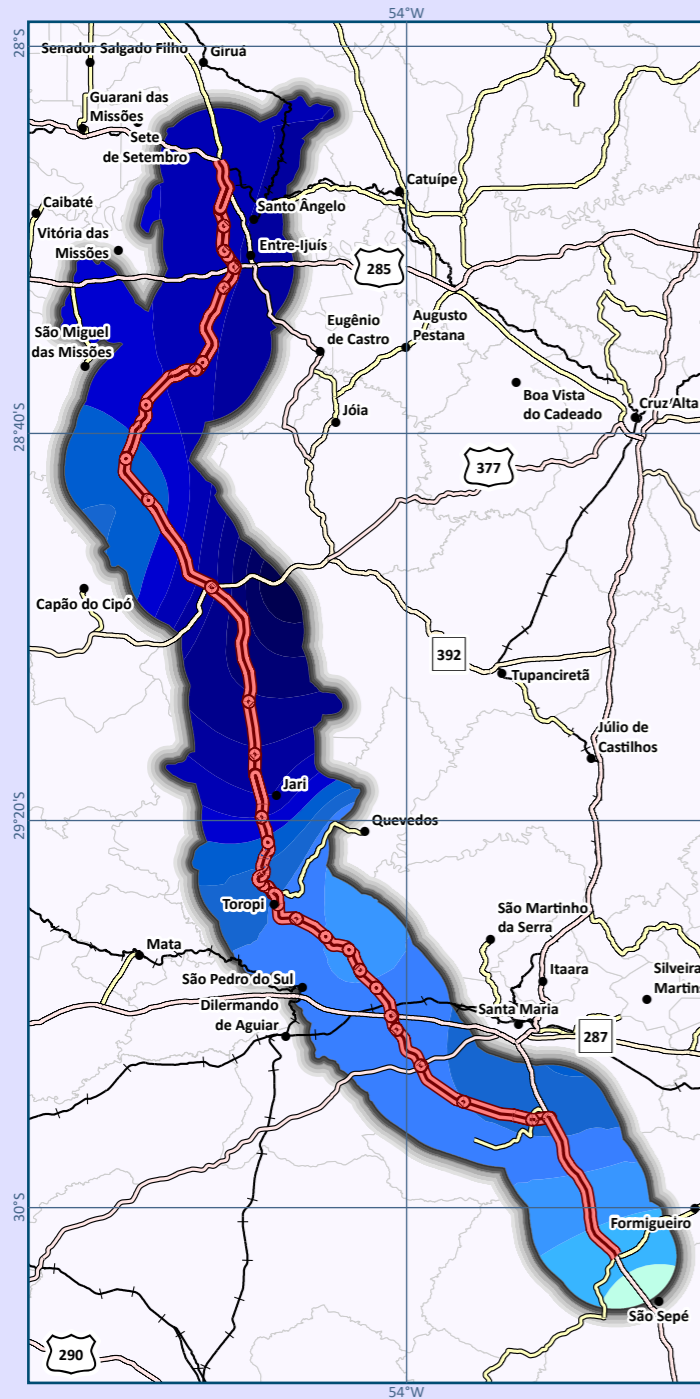 54°W
28°S
Senador Salgado Filho
Giruá
Guarani das
Missões
Sete
de Setembro
Catuípe
Caibaté
Santo Ângelo
Vitória das
Missões
Entre-Ijuís
285
São Miguel
das Missões
Eugênio
de Castro
Augusto
Pestana
Boa Vista
do Cadeado
Cruz Alta
Jóia
28°40'S
377
Capão do Cipó
392
Tupanciretã
Júlio de
Castilhos
Jari
29°20'S
Quevedos
Toropi
São Martinho
da Serra
Mata
Itaara
São Pedro do Sul
Silveira
Martins
Dilermando
de Aguiar
Santa Maria
287
30°S
Formigueiro
São Sepé
290
54°W